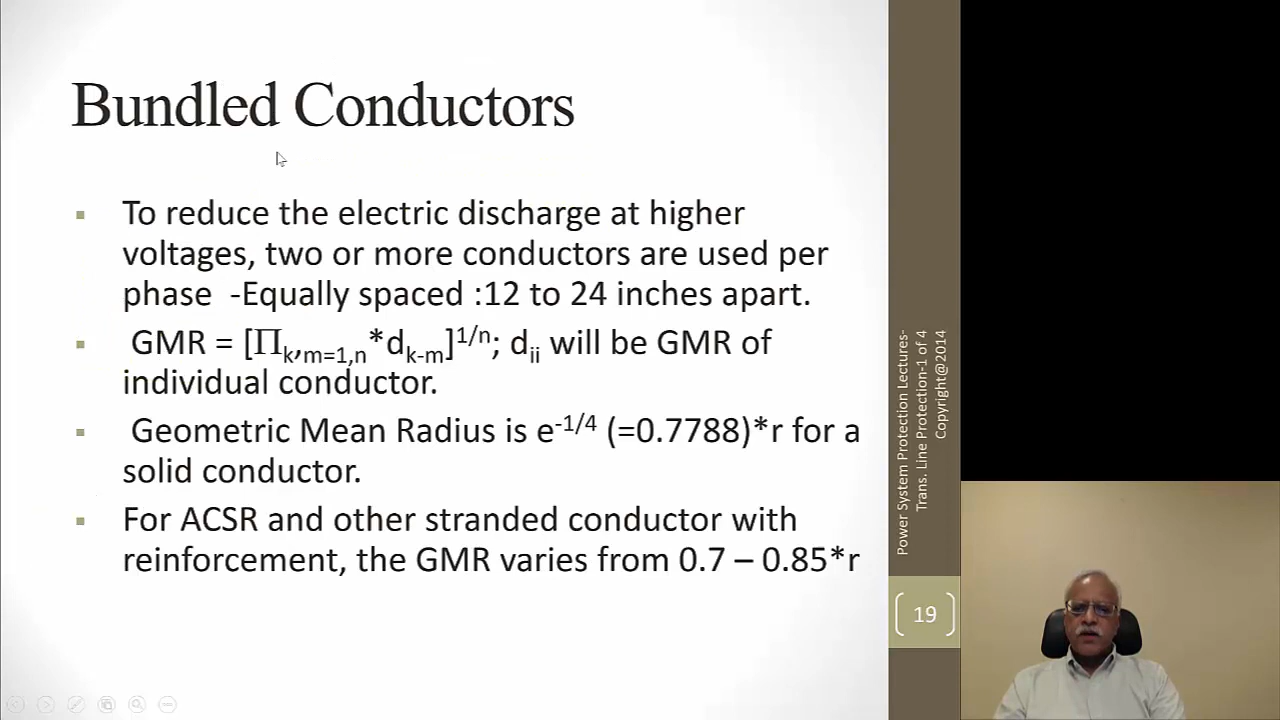 Bundled Conductors
▪ To reduce the electric discharge at higher
voltages, two or more conductors are used per
phase -Equally spaced :12 to 24 inches apart.
▪ GMR = [∏k,m=1,n*dk-m]1/n; dii will be GMR of
individual conductor.
▪ Geometric Mean Radius is e-1/4 (=0.7788)*r for a
solid conductor.
▪ For ACSR and other stranded conductor with
reinforcement, the GMR varies from 0.7 – 0.85*r
Power System Protection Lectures-
Trans. Line Protection-1 of 4
Copyright@2014
19